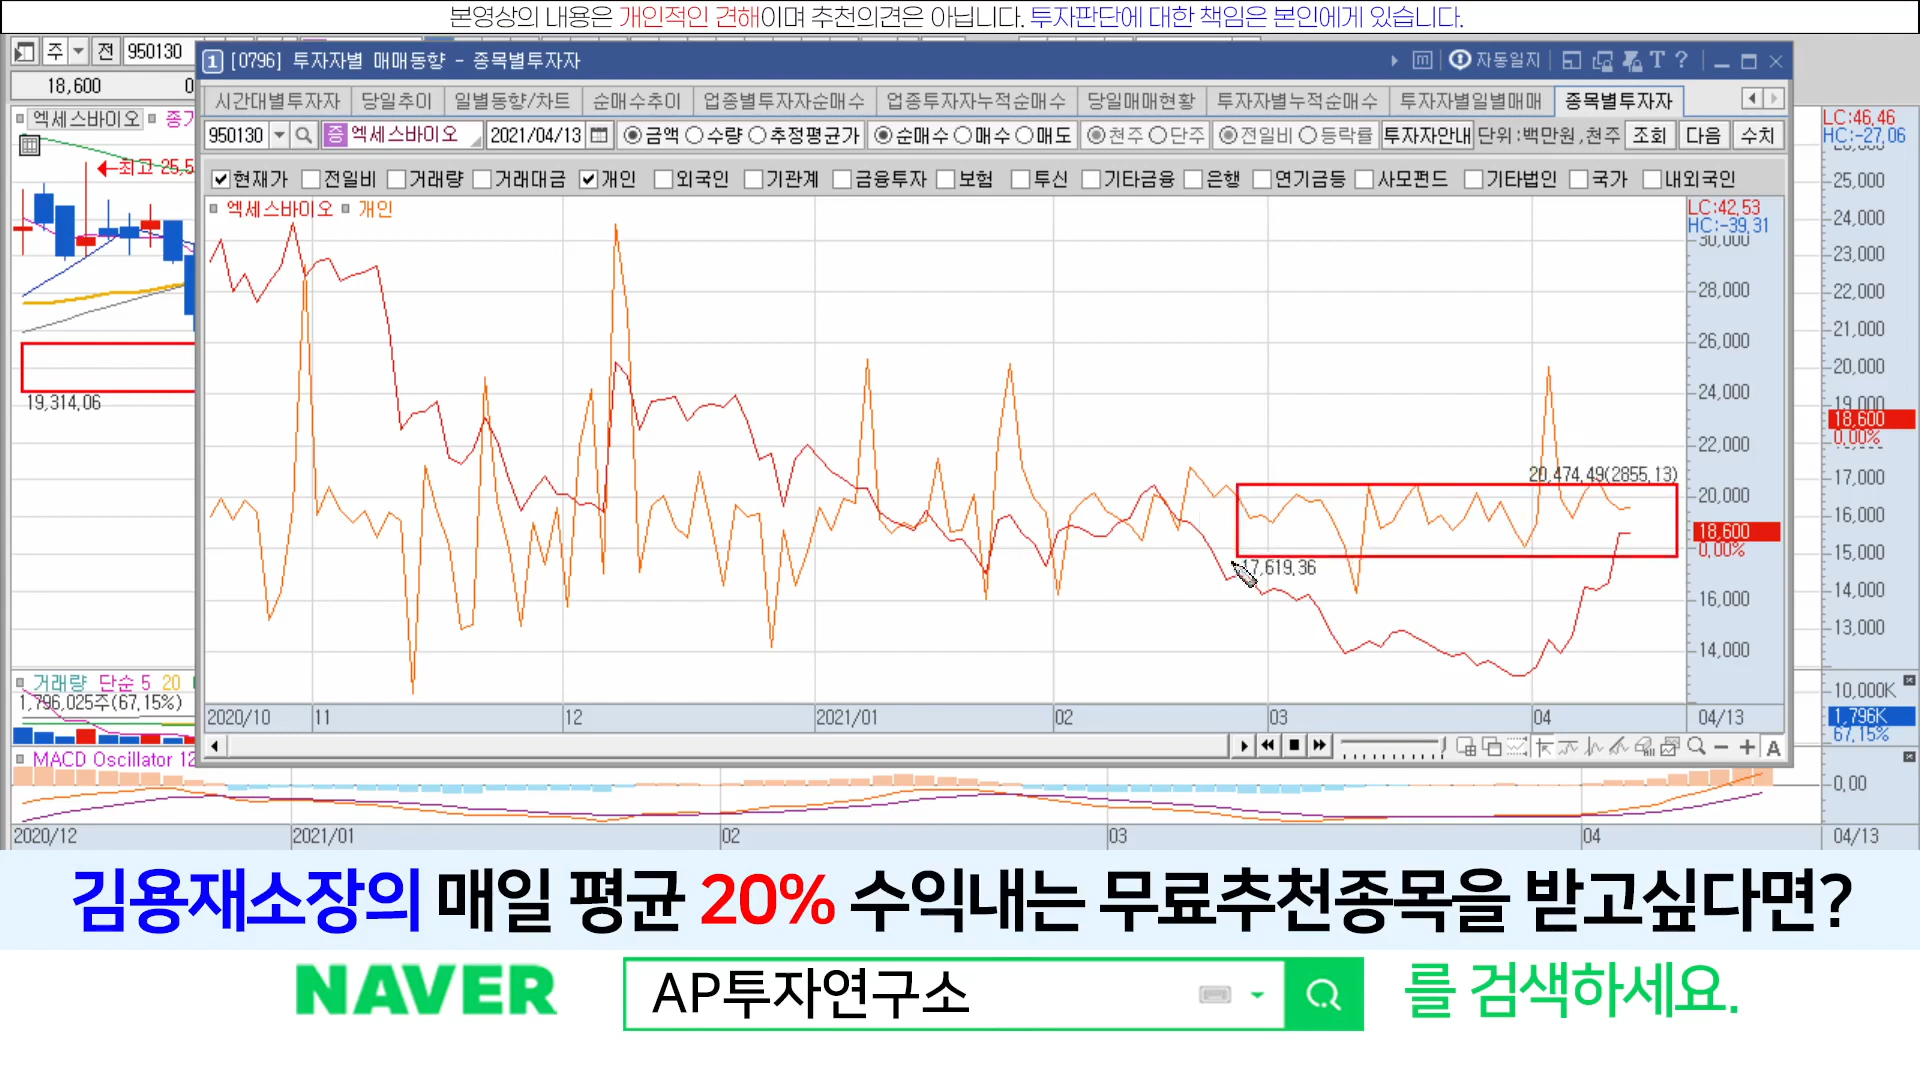 본영상의 내용은 개인적인 견해이며 추천의견은 아닙니다. 투자판단에 대한 책임은 본인에게 있습니다.
주 전 950130
18,600
엑세스바이오
최고
19,314.06
거래량 단순 5 20
1,796,025주(67.15%)
MACD Oscillator 12
1 [0796] 투자자별 매매동향 - 종목별투자자
자동일지
시간대별투자자 당일추이 일별동향/차트 순매수추이 업종별투자자순매수 업종투자자누적순매수 당일매매현황 투자자별누적순매수 투자자별일별매매 종목별투자자
950130 증 엑세스바이오 2021/04/13 금액 수량 추정평균가 순매수 매수 매도 천주 단주 전일비 등락률 투자자안내 단위:백만원,천주 조회 다음 수치
현재가 전일비 거래량 거래대금 개인 외국인 기관계 금융투자 보험 투신 기타금융 은행 연기금등 사모펀드 기타법인 국가 내외국인
엑세스바이오 개인
LC:42.53
HC:-39.31
30,000
28,000
26,000
24,000
22,000
20,000
18,600
0.00%
16,000
14,000
20,474.49(2855.13)
17,619.36
2020/10 11 12 2021/01 02 03 04 04/13
A
LC:46.46
HC:-27.06
25,000
24,000
23,000
22,000
21,000
20,000
19,000
18,600
0.00%
17,000
16,000
15,000
14,000
13,000
10,000K
1,796K
67.15%
0.00
2020/12 2021/01 02 03 04 04/13
김용재소장의 매일 평균 20% 수익내는 무료추천종목을 받고싶다면?
NAVER AP투자연구소 를 검색하세요.